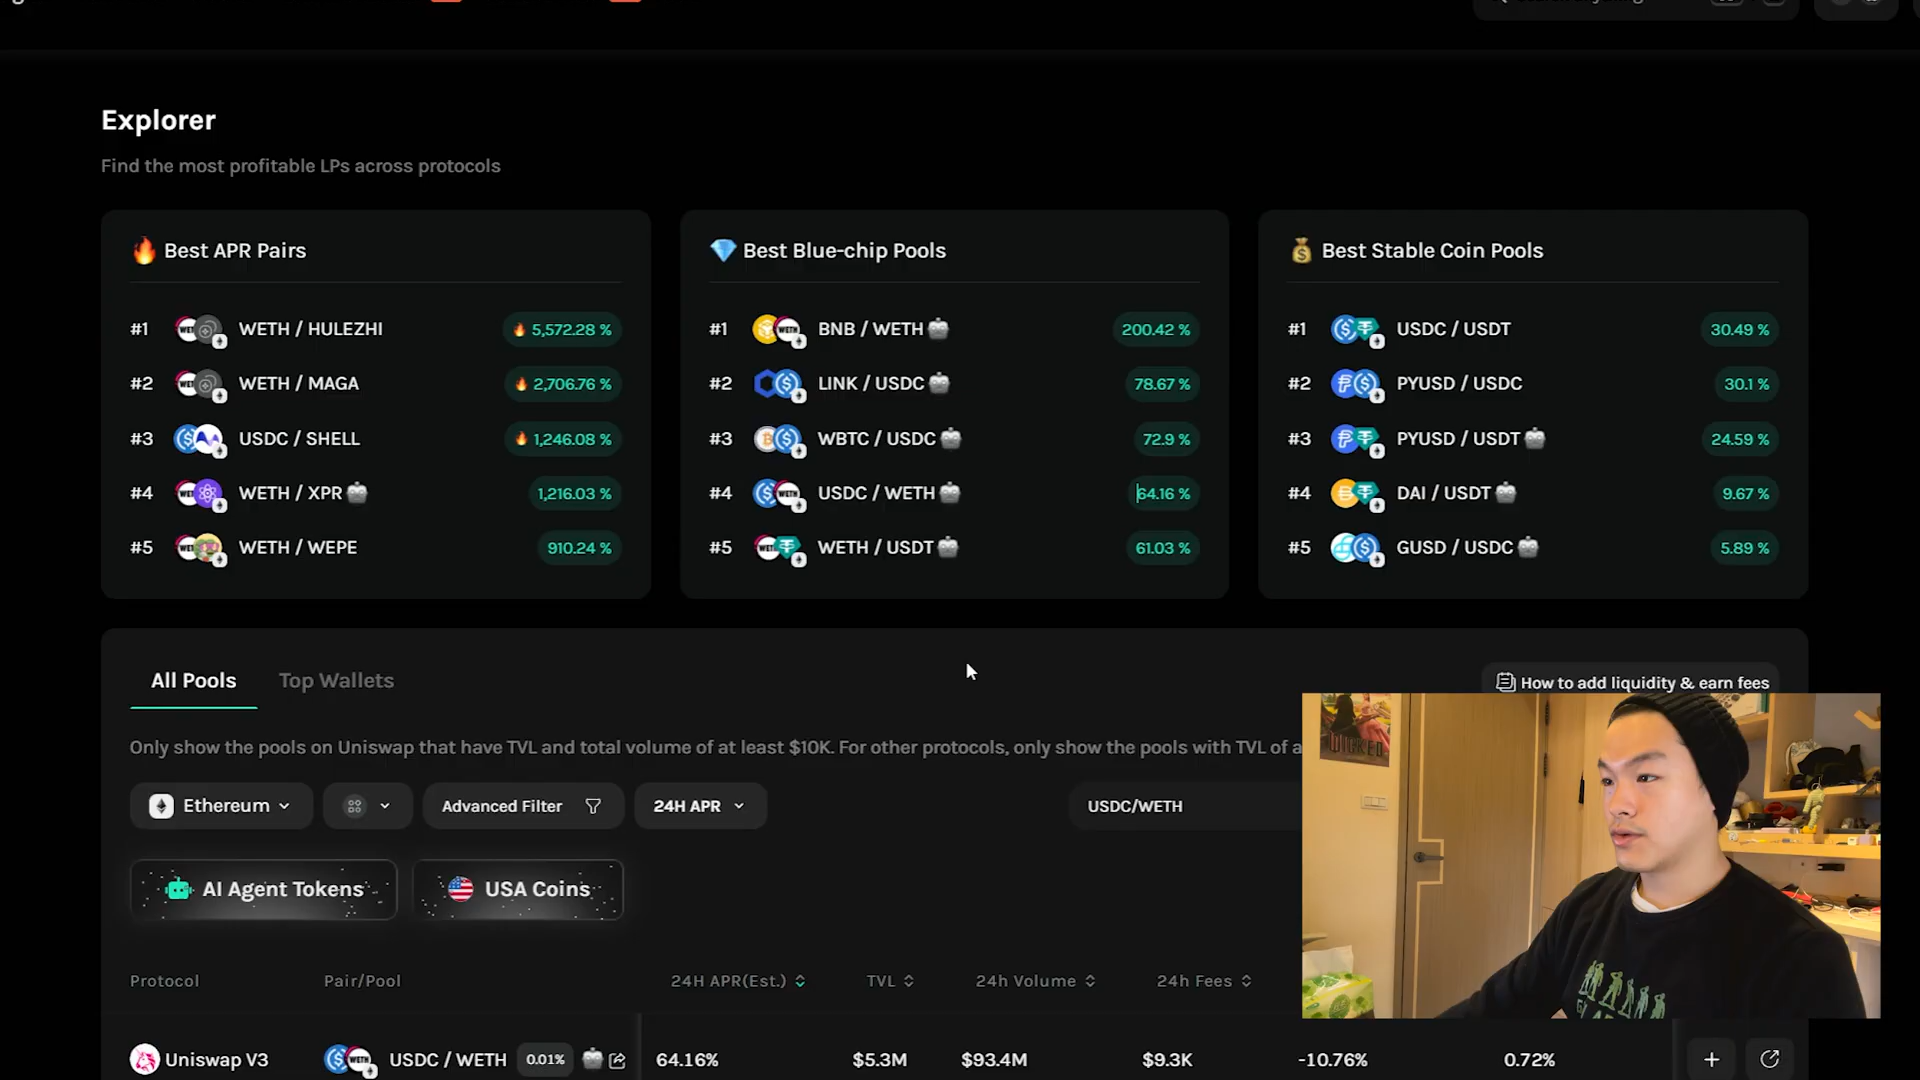 Explorer
Find the most profitable LPs across protocols
Best APR Pairs
#1 WETH / HULEZHI 5,572.28 %
#2 WETH / MAGA 2,706.76 %
#3 USDC / SHELL 1,246.08 %
#4 WETH / XPR 1,216.03 %
#5 WETH / WEPE 910.24 %
Best Blue-chip Pools
#1 BNB / WETH 200.42 %
#2 LINK / USDC 78.67 %
#3 WBTC / USDC 72.9 %
#4 USDC / WETH 64.16 %
#5 WETH / USDT 61.03 %
Best Stable Coin Pools
#1 USDC / USDT 30.49 %
#2 PYUSD / USDC 30.1 %
#3 PYUSD / USDT 24.59 %
#4 DAI / USDT 9.67 %
#5 GUSD / USDC 5.89 %
All Pools Top Wallets
How to add liquidity & earn fees
Only show the pools on Uniswap that have TVL and total volume of at least $10K. For other protocols, only show the pools with TVL of a
Ethereum Advanced Filter 24H APR USDC/WETH
AI Agent Tokens USA Coins
Protocol Pair/Pool 24H APR(Est.) TVL 24h Volume 24h Fees
Uniswap V3 USDC / WETH 0.01% 64.16% $5.3M $93.4M $9.3K -10.76% 0.72%
WICKED